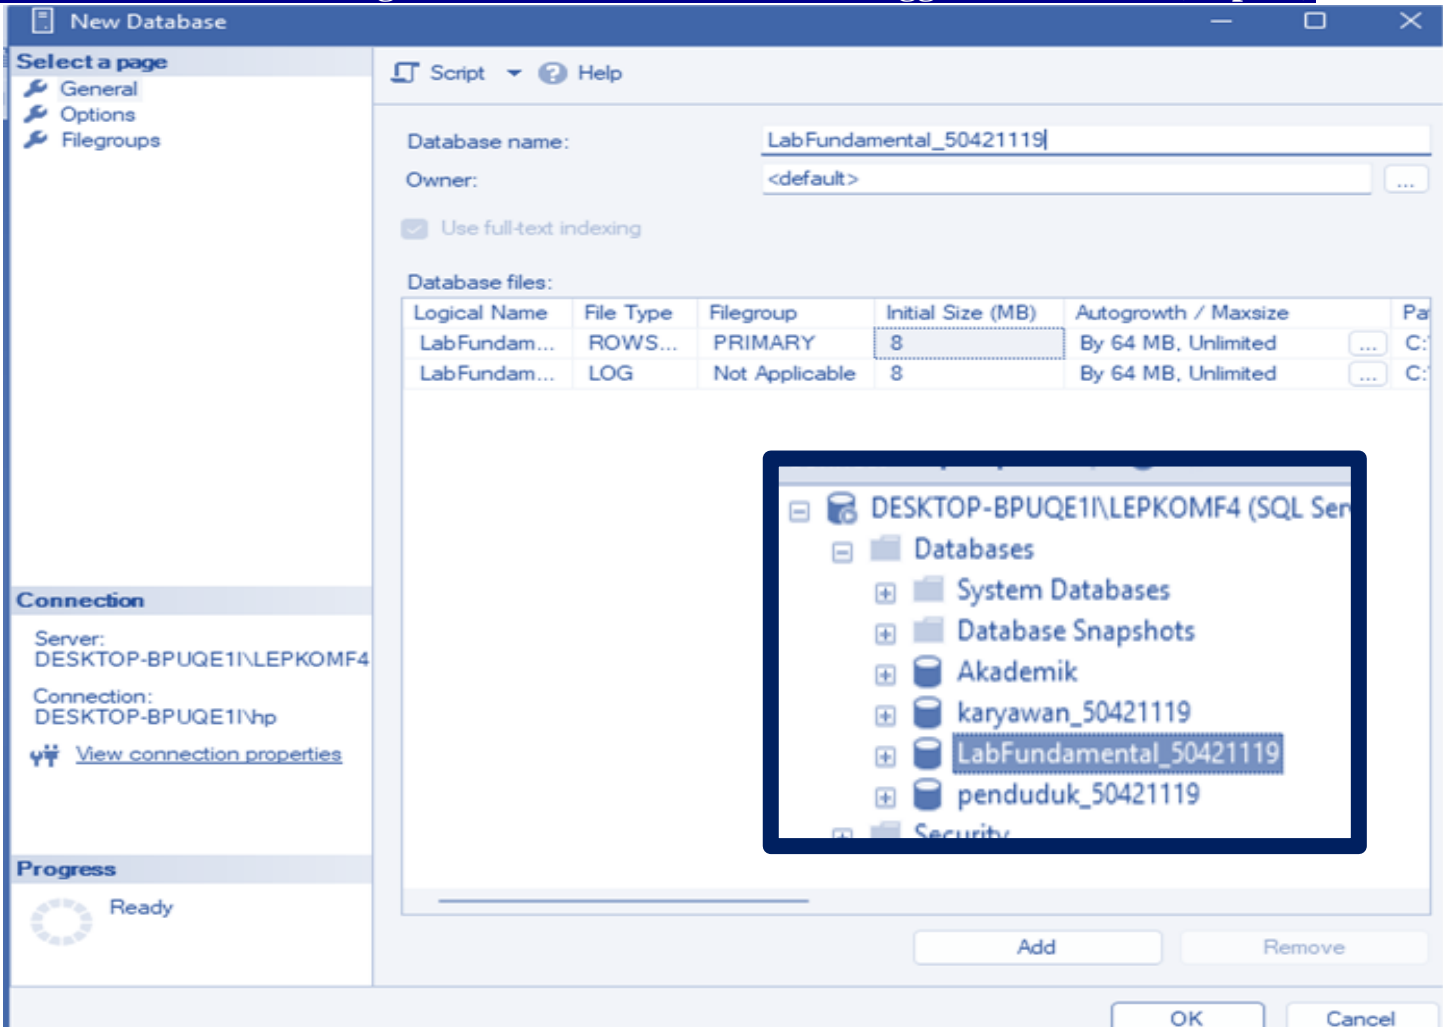 New Database
Select a page
General
Options
Filegroups
Script
Help
Database name:
LabFundamental_50421119
Owner:
<default>
...
Use full-text indexing
Database files:
Logical Name File Type Filegroup Initial Size (MB) Autogrowth / Maxsize
LabFundam... ROWS... PRIMARY 8 By 64 MB, Unlimited ... C:
LabFundam... LOG Not Applicable 8 By 64 MB, Unlimited ... C:
DESKTOP-BPUQE1I\LEPKOMF4 (SQL Ser
Databases
System Databases
Database Snapshots
Akademik
karyawan_50421119
LabFundamental_50421119
penduduk_50421119
Security
Connection
Server:
DESKTOP-BPUQE1I\LEPKOMF4
Connection:
DESKTOP-BPUQE1I\hp
View connection properties
Progress
Ready
Add
Remove
OK
Cancel